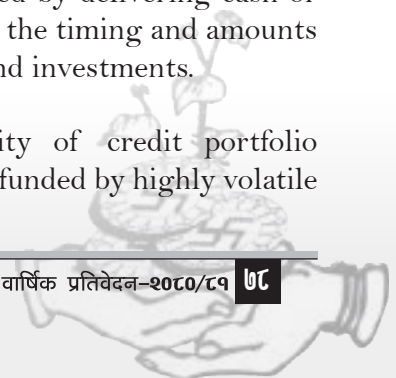 ed by delivering cash or
the timing and amounts
nd investments.
ity of credit portfolio
funded by highly volatile
वार्षिक प्रतिवेदन–२०८०/८१ ७८